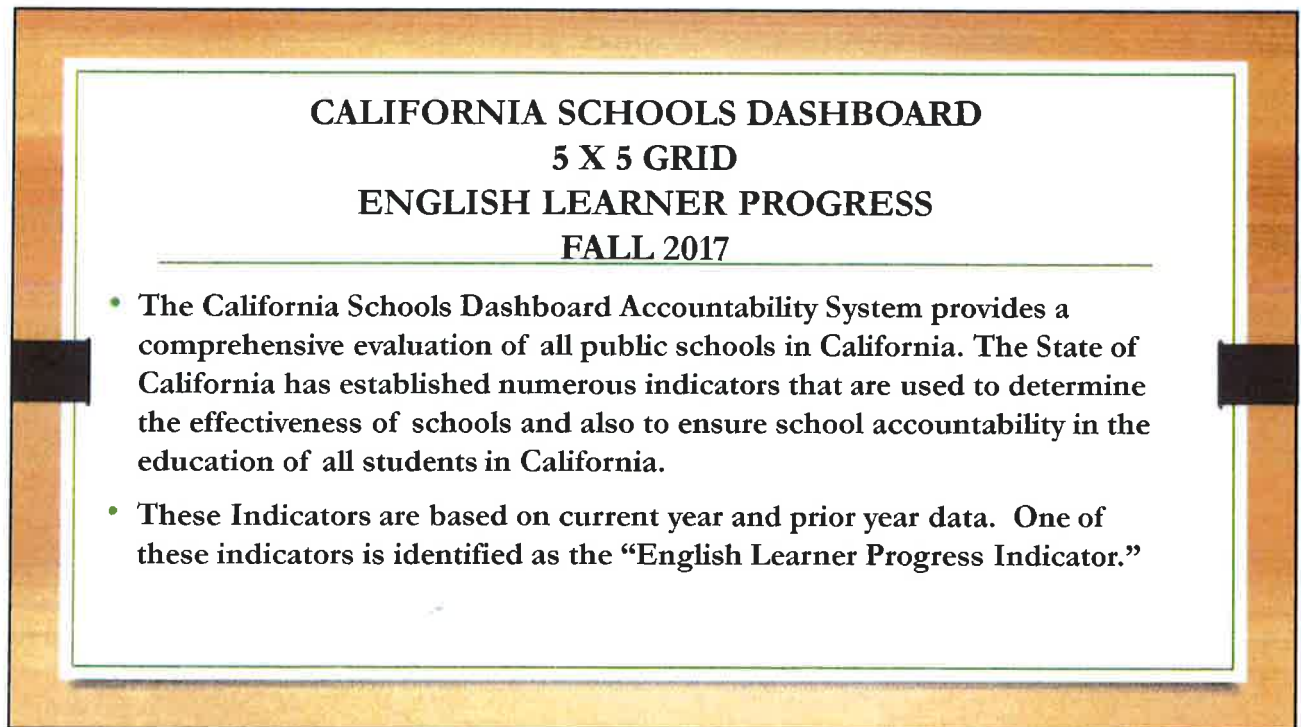 CALIFORNIA SCHOOLS DASHBOARD
5 X 5 GRID
ENGLISH LEARNER PROGRESS
FALL 2017
• The California Schools Dashboard Accountability System provides a
comprehensive evaluation of all public schools in California. The State of
California has established numerous indicators that are used to determine
the effectiveness of schools and also to ensure school accountability in the
education of all students in California.
• These Indicators are based on current year and prior year data. One of
these indicators is identified as the “English Learner Progress Indicator.”